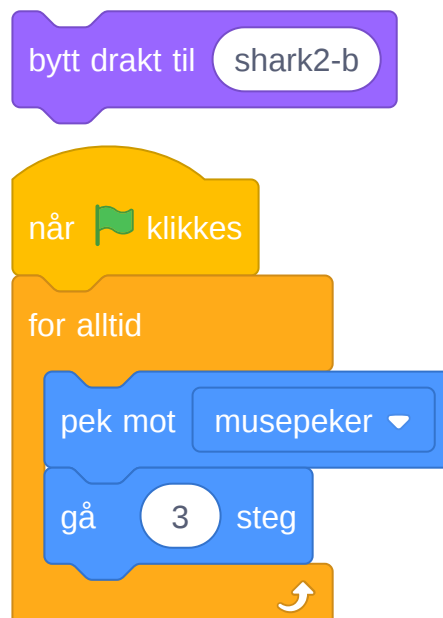 bytt drakt til shark2-b
når klikkes
for alltid
pek mot musepeker
gå 3 steg